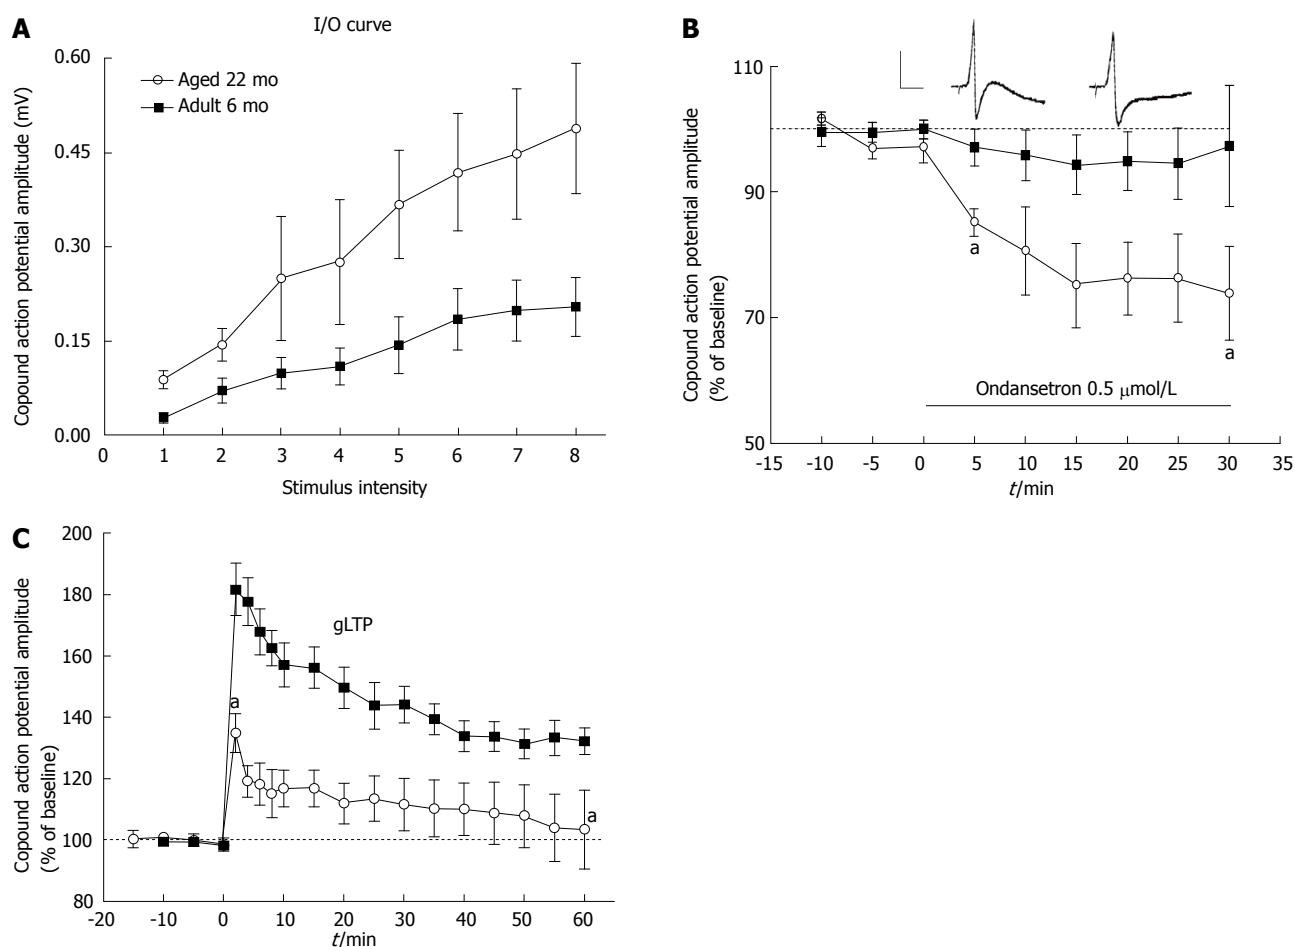 A
I/O curve
Copound action potential amplitude (mV)
0.60
0.45
0.30
0.15
0.00
Aged 22 mo
Adult 6 mo
0 1 2 3 4 5 6 7 8
Stimulus intensity
B
Copound action potential amplitude
(% of baseline)
110
90
70
50
a
a
Ondansetron 0.5 μmol/L
-15 -10 -5 0 5 10 15 20 25 30 35
t/min
C
Copound action potential amplitude
(% of baseline)
200
180
160
140
120
100
80
gLTP
a
a
-20 -10 0 10 20 30 40 50 60
t/min